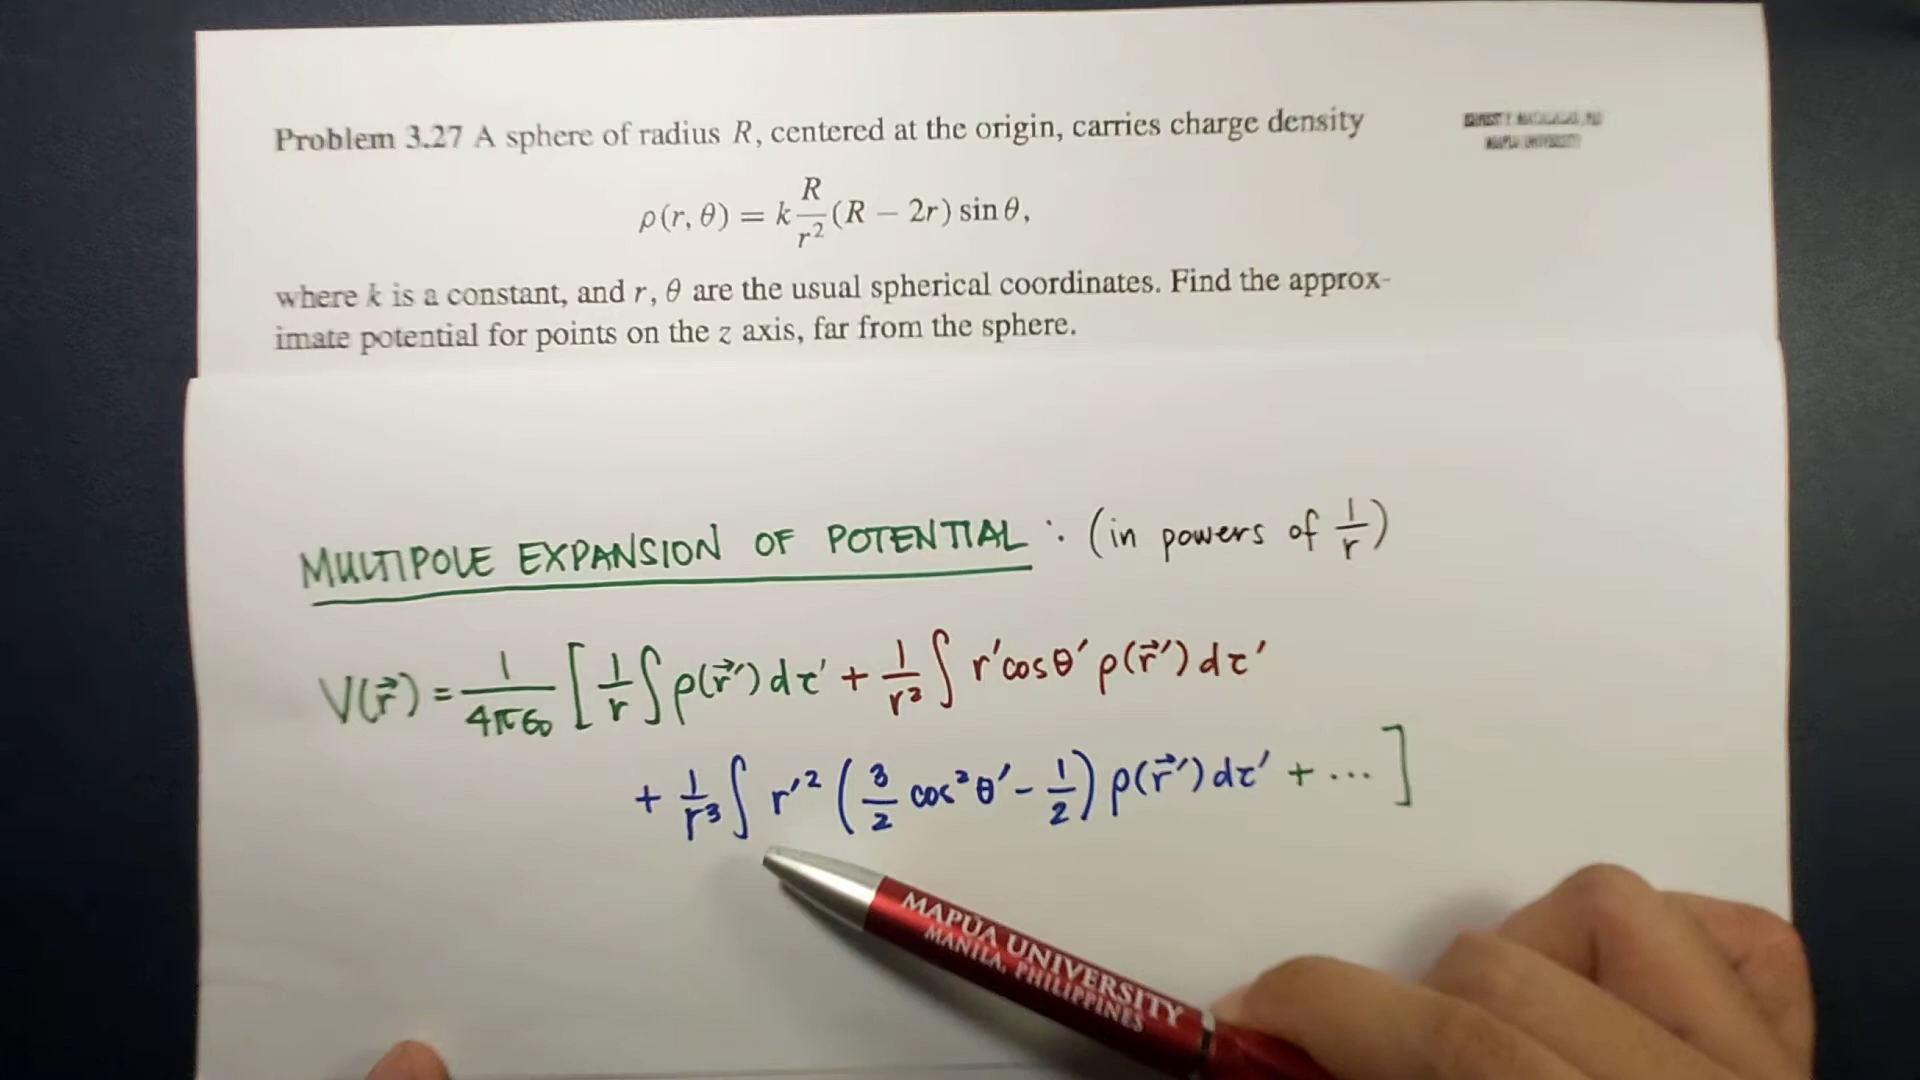 Problem 3.27 A sphere of radius R, centered at the origin, carries charge density
ρ(r, θ) = k R/r² (R − 2r) sin θ,
where k is a constant, and r, θ are the usual spherical coordinates. Find the approx-
imate potential for points on the z axis, far from the sphere.
MULTIPOLE EXPANSION OF POTENTIAL : (in powers of 1/r)
V(r⃗) = 1/4πϵ₀ [ 1/r ∫ ρ(r⃗′) dτ′ + 1/r² ∫ r′cosθ′ ρ(r⃗′) dτ′
+ 1/r³ ∫ r′² ( 3/2 cos²θ′ − 1/2 ) ρ(r⃗′) dτ′ + ... ]
MAPÚA UNIVERSITY
MANILA, PHILIPPINES